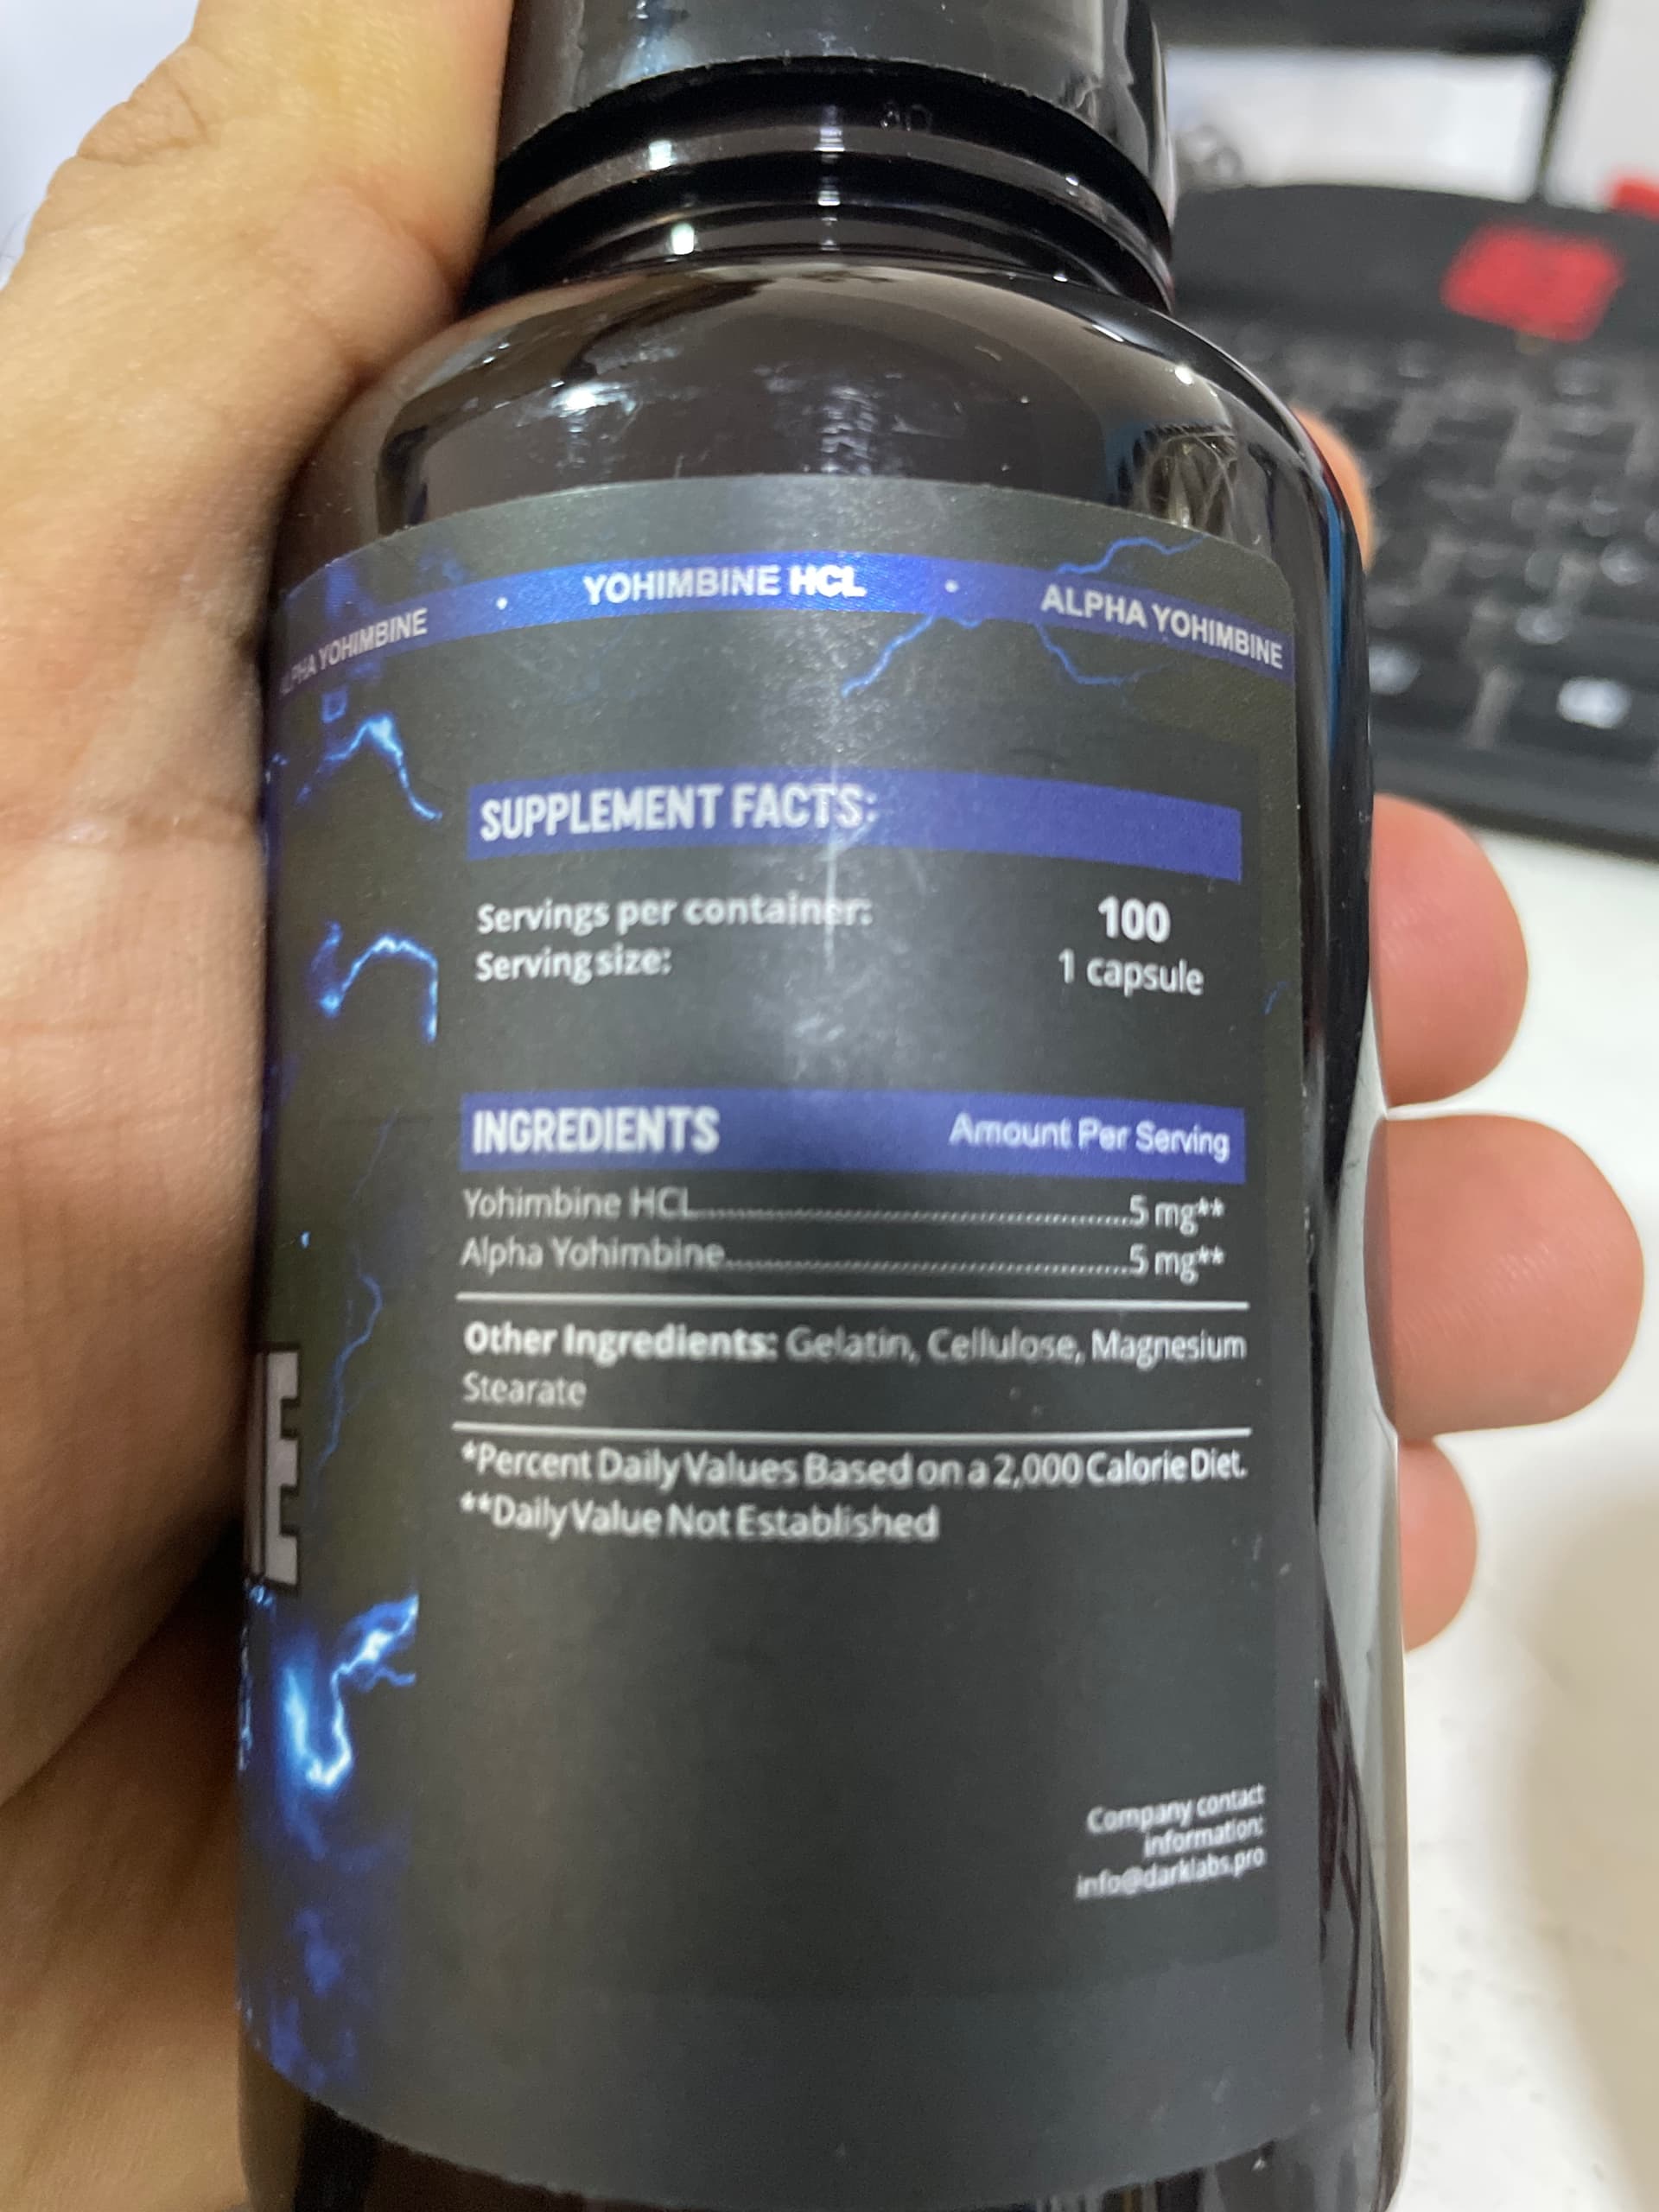 ALPHA YOHIMBINE • YOHIMBINE HCL • ALPHA YOHIMBINE
SUPPLEMENT FACTS:
Servings per container: 100
Serving size: 1 capsule
INGREDIENTS Amount Per Serving
Yohimbine HCL 5 mg**
Alpha Yohimbine 5 mg**
Other Ingredients: Gelatin, Cellulose, Magnesium
Stearate
*Percent Daily Values Based on a 2,000 Calorie Diet.
**Daily Value Not Established
Company contact
information:
info@darklabs.pro